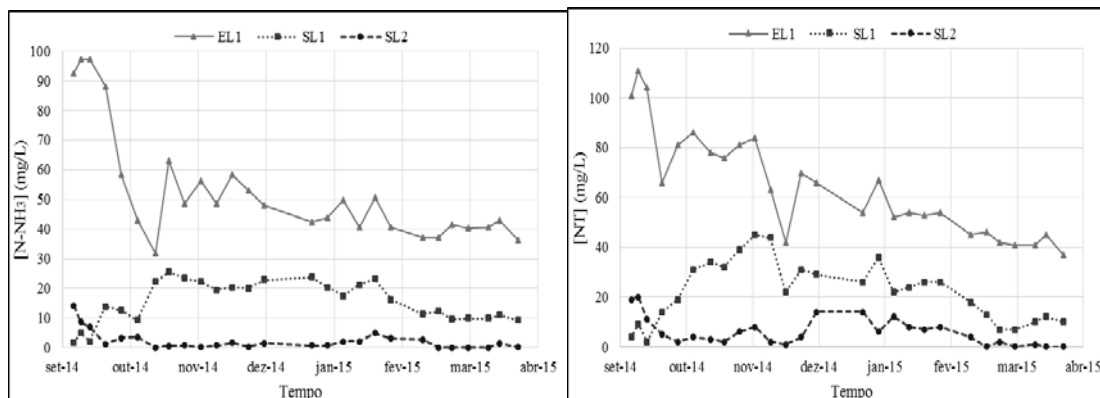 EL1 SL1 SL2
100
90
80
70
60
50
40
30
20
10
0
[N-NH3] (mg/L)
set-14 out-14 nov-14 dez-14 jan-15 fev-15 mar-15 abr-15
Tempo
EL1 SL1 SL2
120
100
80
60
40
20
0
[NT] (mg/L)
set-14 out-14 nov-14 dez-14 jan-15 fev-15 mar-15 abr-15
Tempo